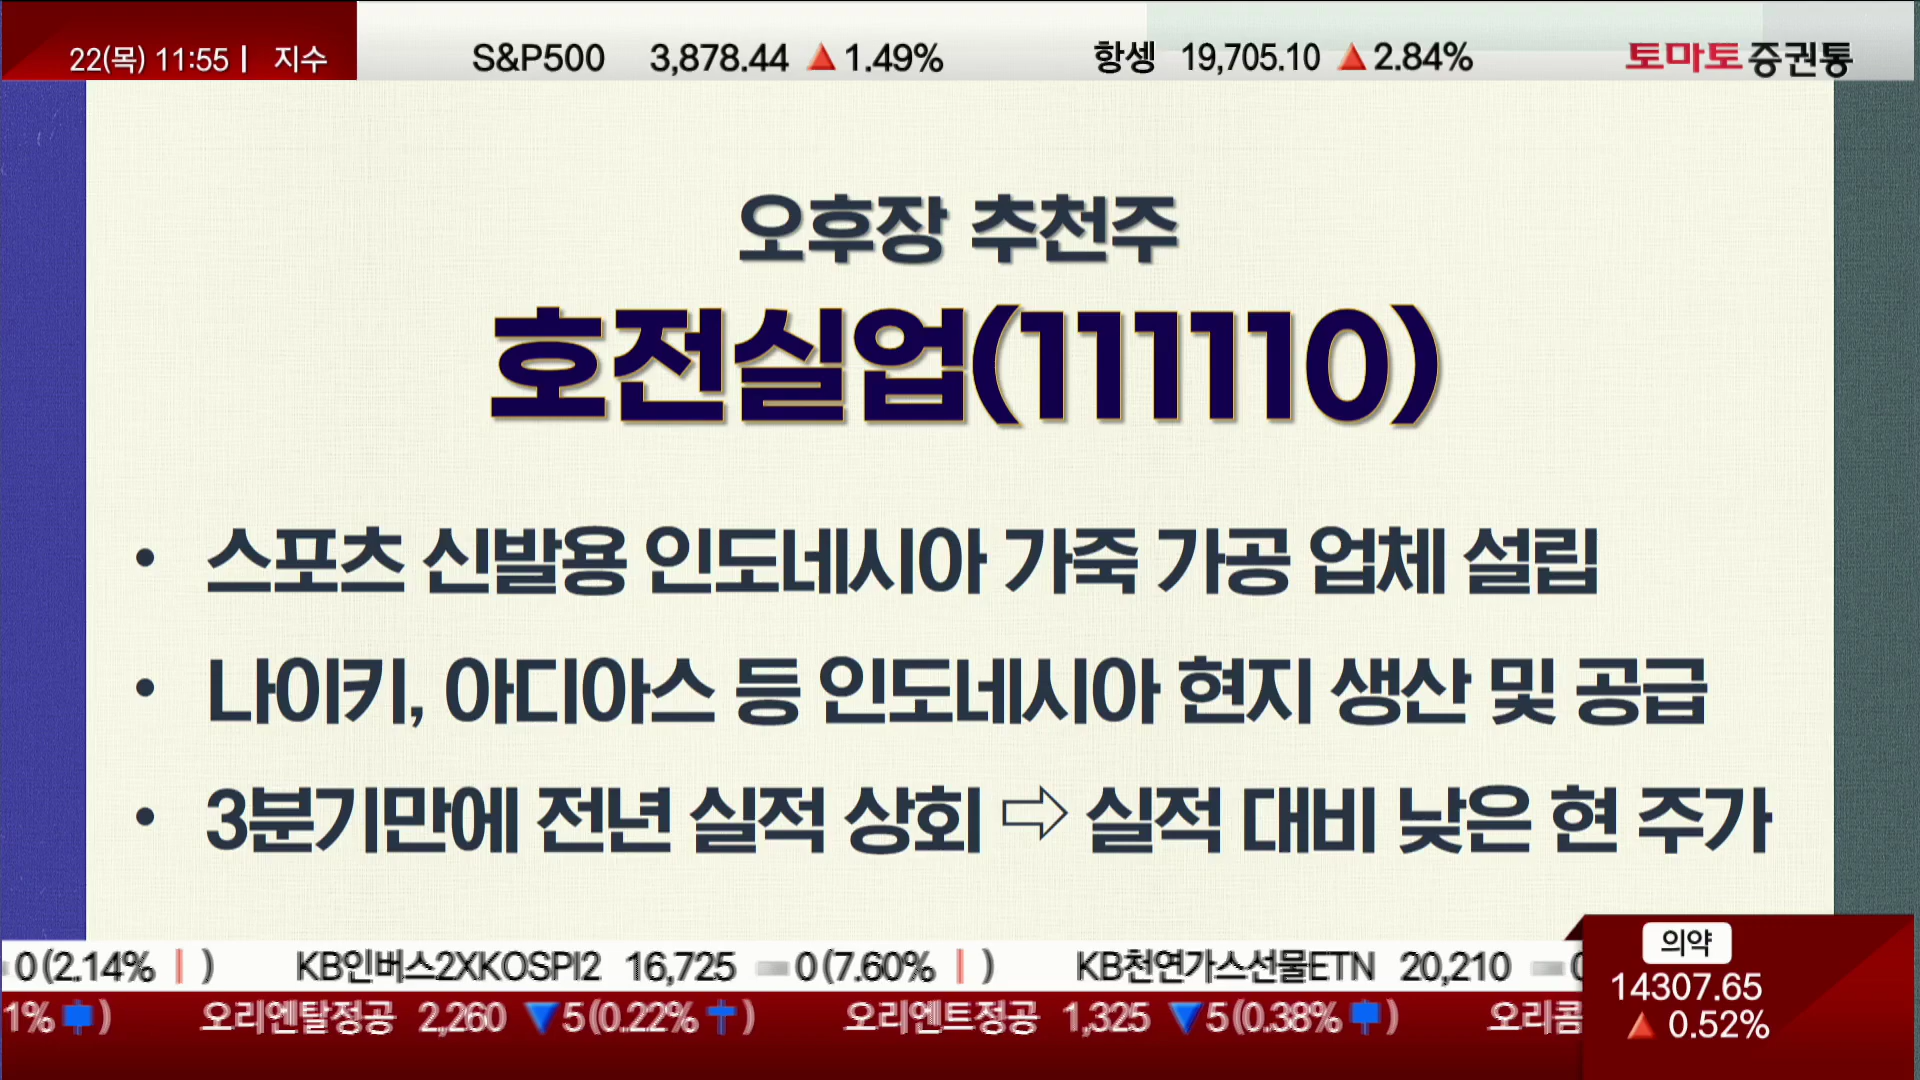 22(목) 11:55 | 지수 S&P500 3,878.44 ▲1.49% 항셍 19,705.10 ▲2.84% 토마토증권통
오후장 추천주
호전실업(111110)
• 스포츠 신발용 인도네시아 가죽 가공 업체 설립
• 나이키, 아디아스 등 인도네시아 현지 생산 및 공급
• 3분기만에 전년 실적 상회 ⇨ 실적 대비 낮은 현 주가
0(2.14% | ) KB인버스2XKOSPI2 16,725 0(7.60% | ) KB천연가스선물ETN 20,210
1% ) 오리엔탈정공 2,260 ▼5(0.22% ) 오리엔트정공 1,325 ▼5(0.38% ) 오리콤
의약
14307.65
▲ 0.52%